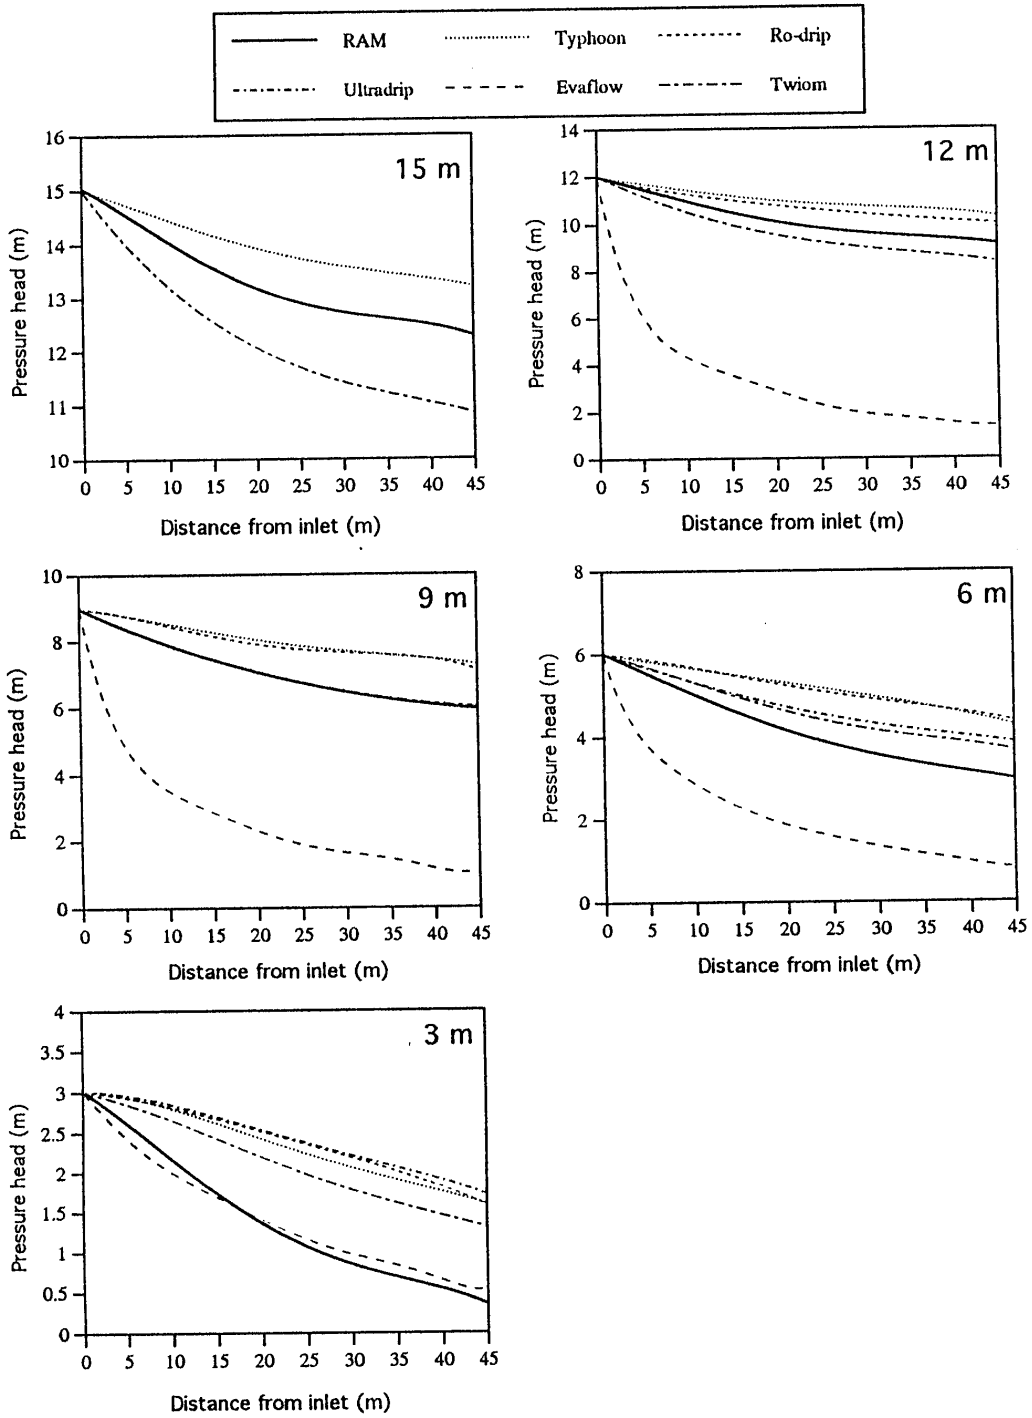 RAM Typhoon Ro-drip
Ultradrip Evaflow Twiom
15 m
16
15
14
13
12
11
10
Pressure head (m)
0 5 10 15 20 25 30 35 40 45
Distance from inlet (m)
12 m
14
12
10
8
6
4
2
0
Pressure head (m)
0 5 10 15 20 25 30 35 40 45
Distance from inlet (m)
9 m
10
8
6
4
2
0
Pressure head (m)
0 5 10 15 20 25 30 35 40 45
Distance from inlet (m)
6 m
8
6
4
2
0
Pressure head (m)
0 5 10 15 20 25 30 35 40 45
Distance from inlet (m)
3 m
4
3.5
3
2.5
2
1.5
1
0.5
0
Pressure head (m)
0 5 10 15 20 25 30 35 40 45
Distance from inlet (m)